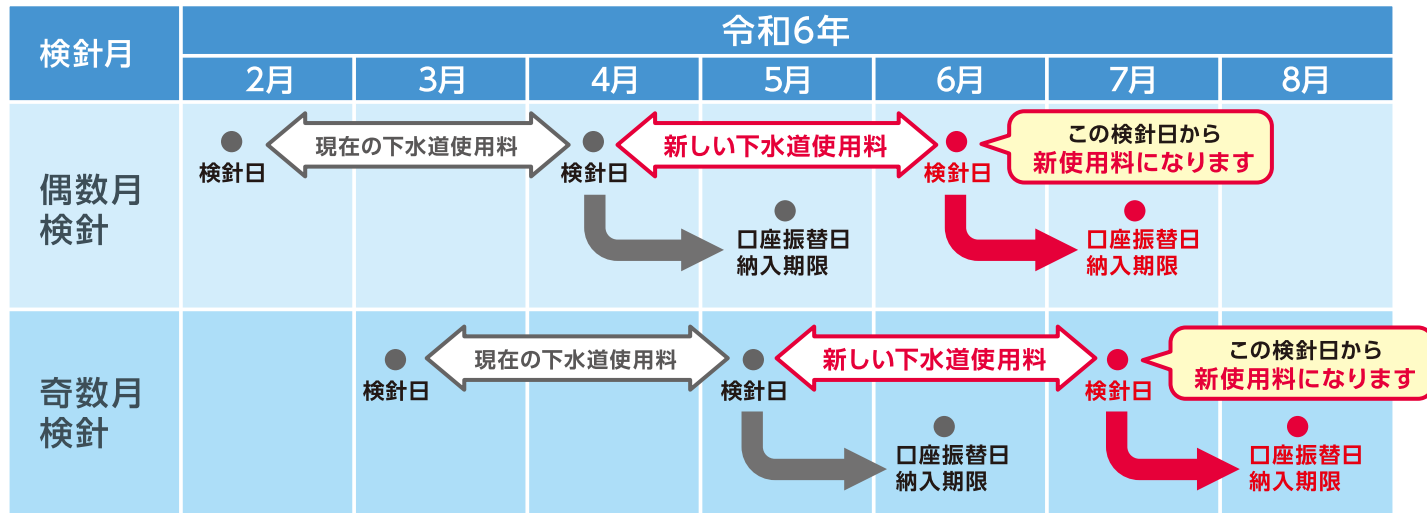 検針月
令和6年
2月
3月
4月
5月
6月
7月
8月
偶数月
検針
検針日
現在の下水道使用料
検針日
新しい下水道使用料
検針日
この検針日から
新使用料になります
口座振替日
納入期限
口座振替日
納入期限
奇数月
検針
検針日
現在の下水道使用料
検針日
新しい下水道使用料
検針日
この検針日から
新使用料になります
口座振替日
納入期限
口座振替日
納入期限